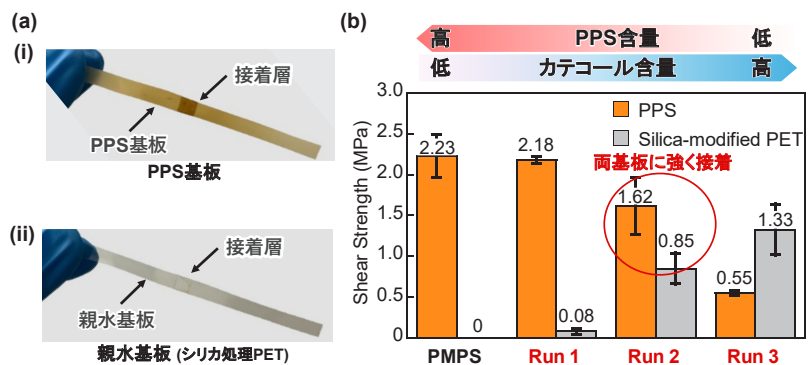 (a)
(i)
接着層
PPS基板
PPS基板
(ii)
接着層
親水基板
親水基板 (シリカ処理PET)
(b)
高 PPS含量 低
低 カテコール含量 高
Shear Strength (MPa)
3.0
2.5
2.0
1.5
1.0
0.5
0
PPS
Silica-modified PET
両基板に強く接着
2.23
0
2.18
0.08
1.62
0.85
0.55
1.33
PMPS Run 1 Run 2 Run 3